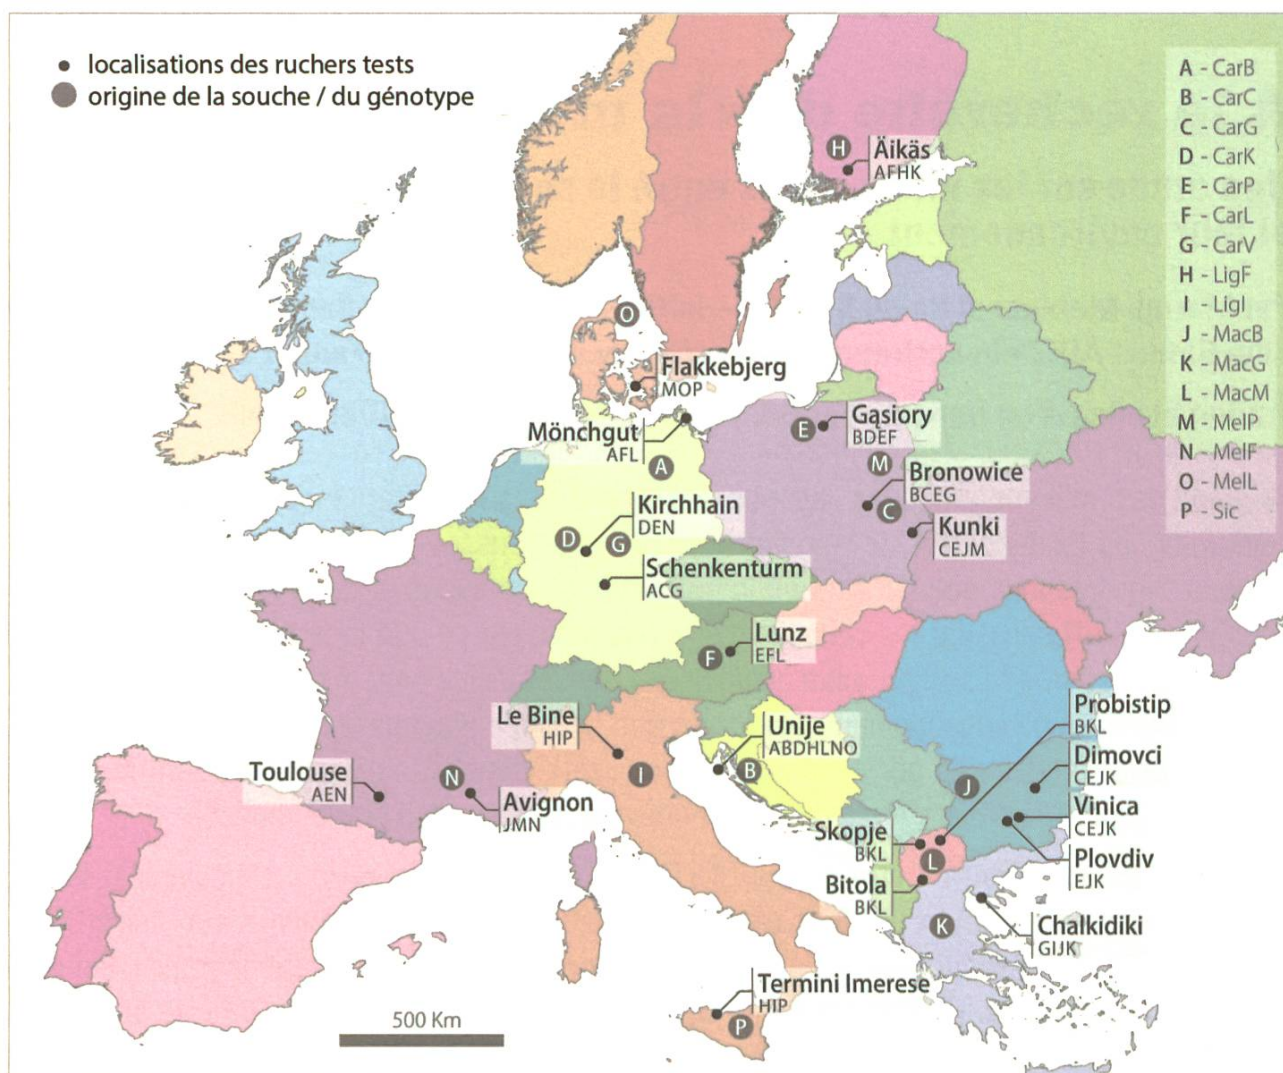 localisations des ruchers tests
origine de la souche / du génotype
A - CarB
B - CarC
C - CarG
D - CarK
E - CarP
F - CarL
G - CarV
H - LigF
I - LigI
J - MacB
K - MacG
L - MacM
M - MelP
N - MelF
O - MelL
P - Sic
H
Äikäs
AFHK
O
Flakkebjerg
MOP
Mönchgut
AFL
A
E
Gąsiory
BDEF
M
Bronowice
BCEG
C
Kunki
CEJM
Kirchhain
DEN
D
G
Schenkenturm
ACG
Lunz
EFL
F
Le Bine
HIP
I
Unije
ABDHLNO
B
Toulouse
AEN
N
Avignon
JMN
Probistip
BKL
Dimovci
CEJK
J
Vinica
CEJK
Plovdiv
EJK
Skopje
BKL
L
Bitola
BKL
K
Chalkidiki
GIJK
Termini Imerese
HIP
P
500 Km